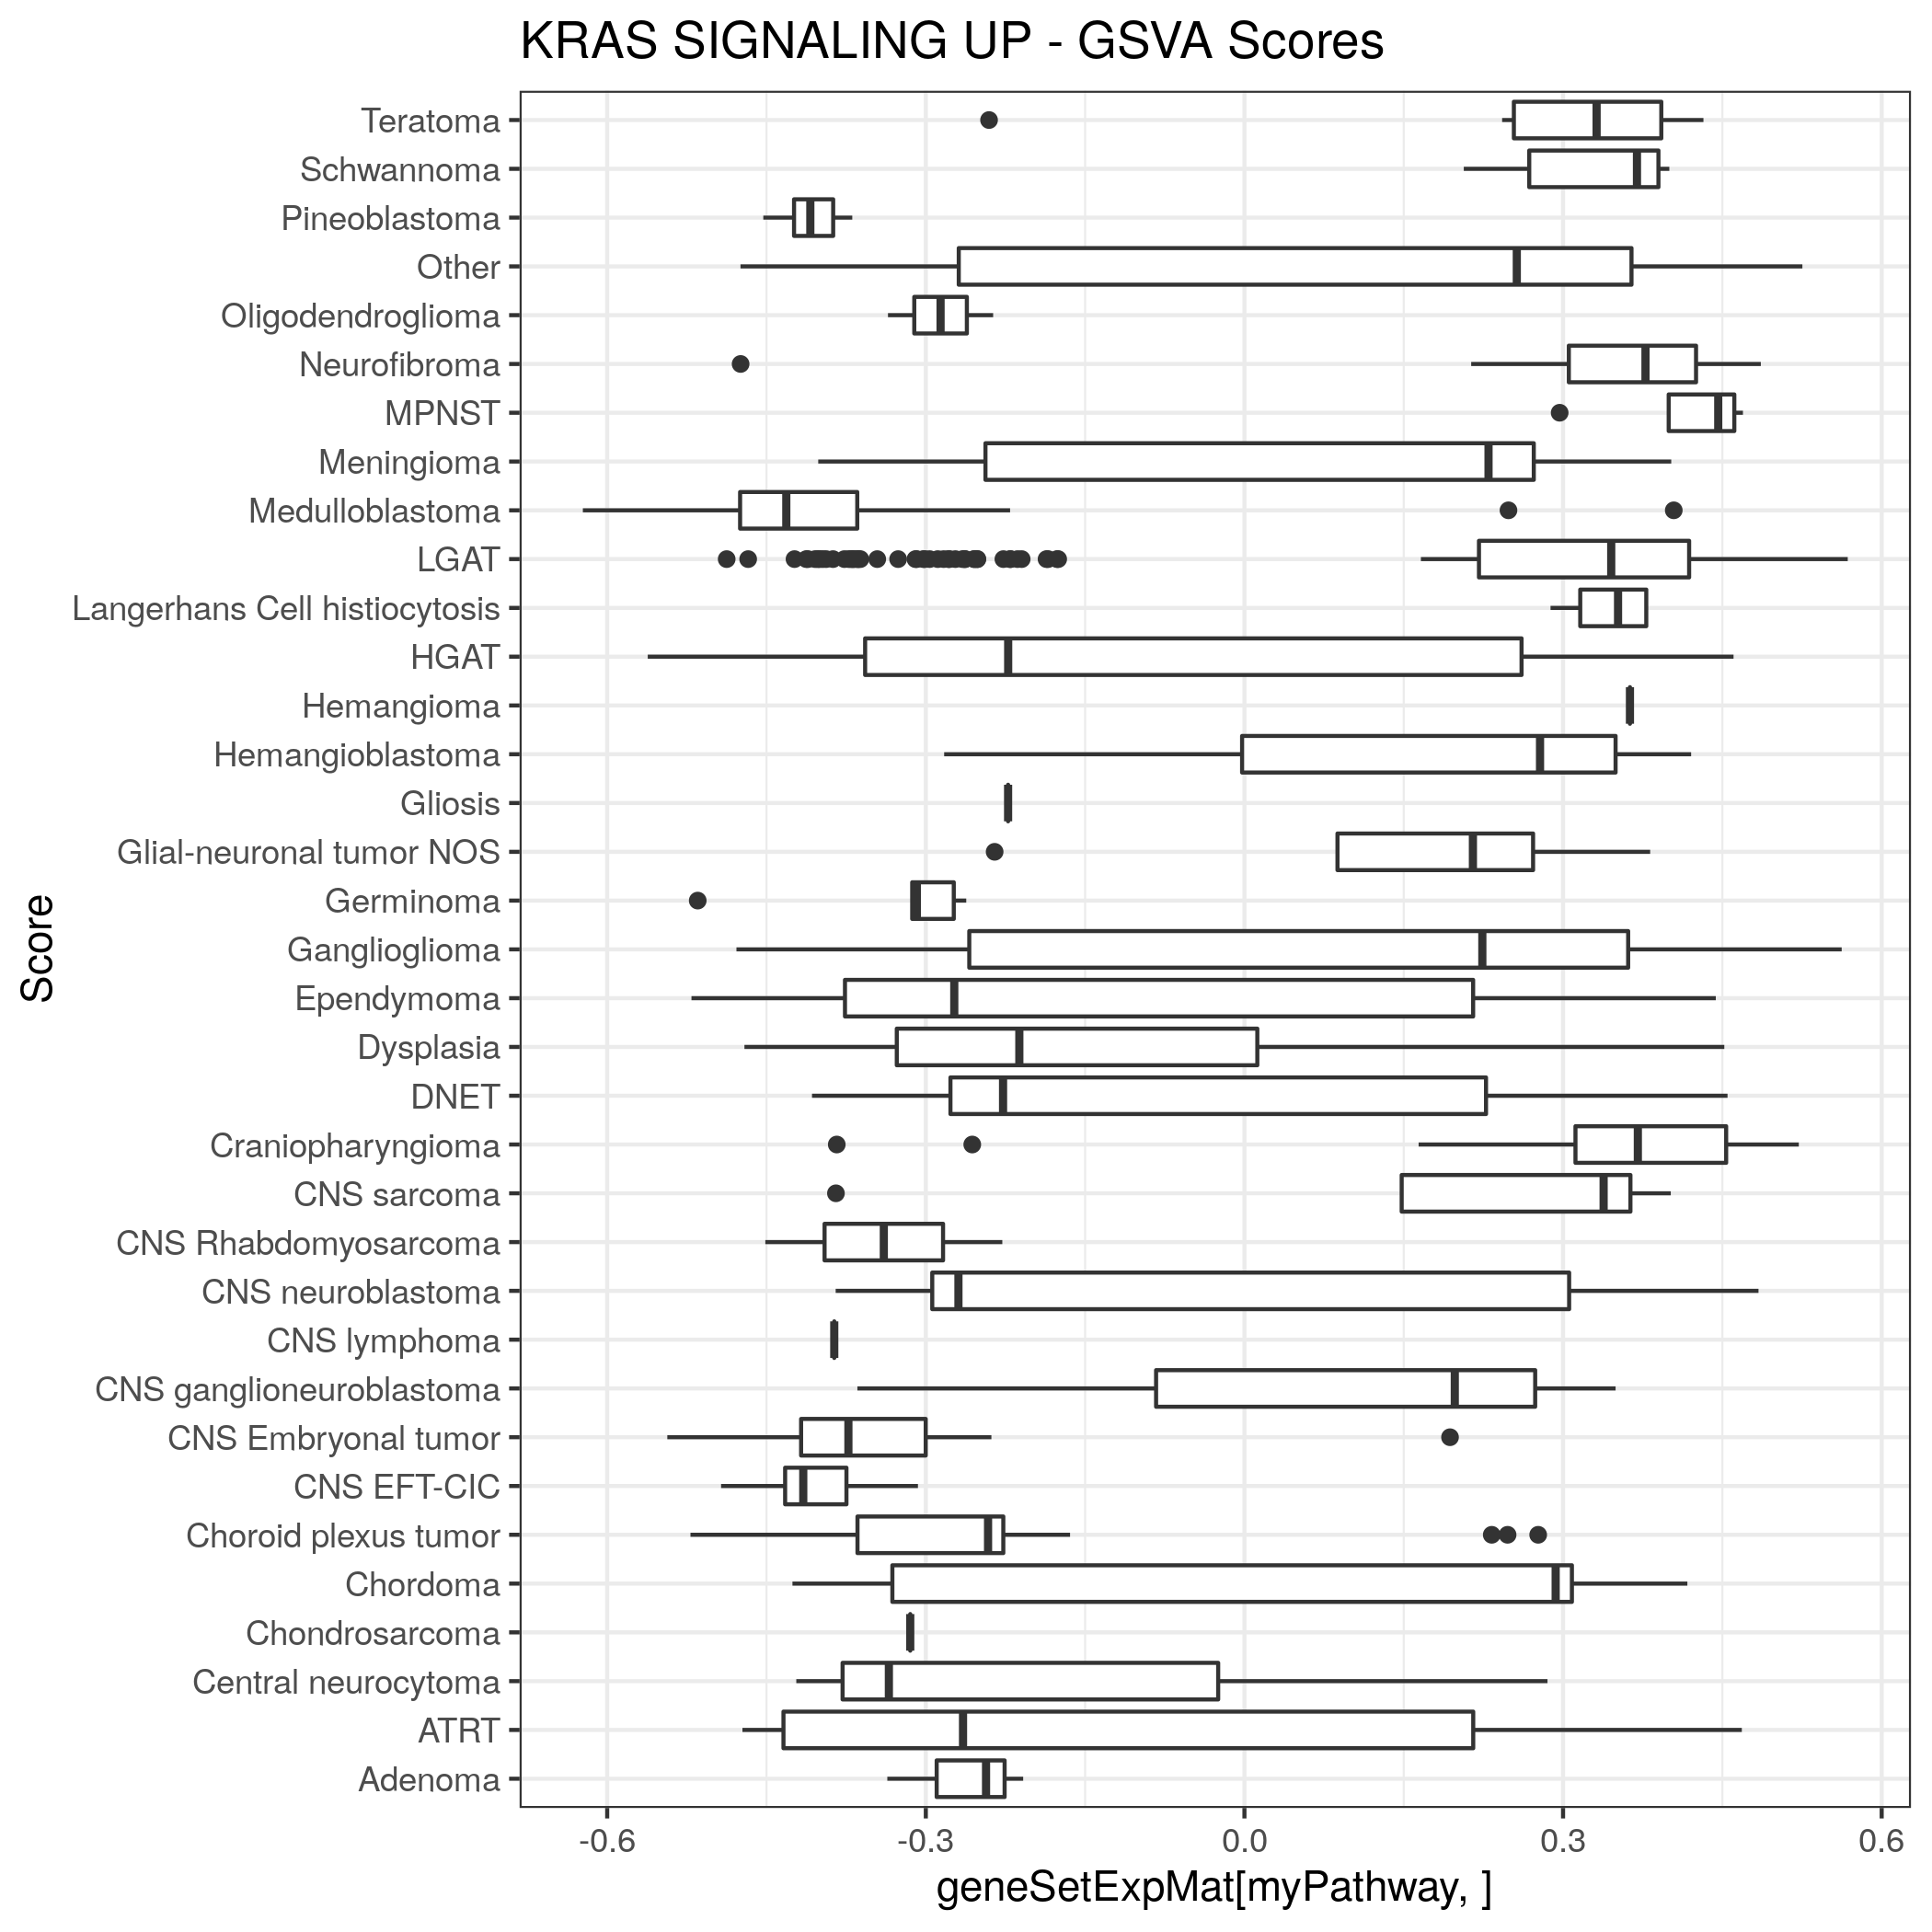 KRAS SIGNALING UP - GSVA Scores
Teratoma
Schwannoma
Pineoblastoma
Other
Oligodendroglioma
Neurofibroma
MPNST
Meningioma
Medulloblastoma
LGAT
Langerhans Cell histiocytosis
HGAT
Hemangioma
Hemangioblastoma
Gliosis
Glial-neuronal tumor NOS
Germinoma
Ganglioglioma
Ependymoma
Dysplasia
DNET
Craniopharyngioma
CNS sarcoma
CNS Rhabdomyosarcoma
CNS neuroblastoma
CNS lymphoma
CNS ganglioneuroblastoma
CNS Embryonal tumor
CNS EFT-CIC
Choroid plexus tumor
Chordoma
Chondrosarcoma
Central neurocytoma
ATRT
Adenoma
Score
-0.6 -0.3 0.0 0.3 0.6
geneSetExpMat[myPathway, ]